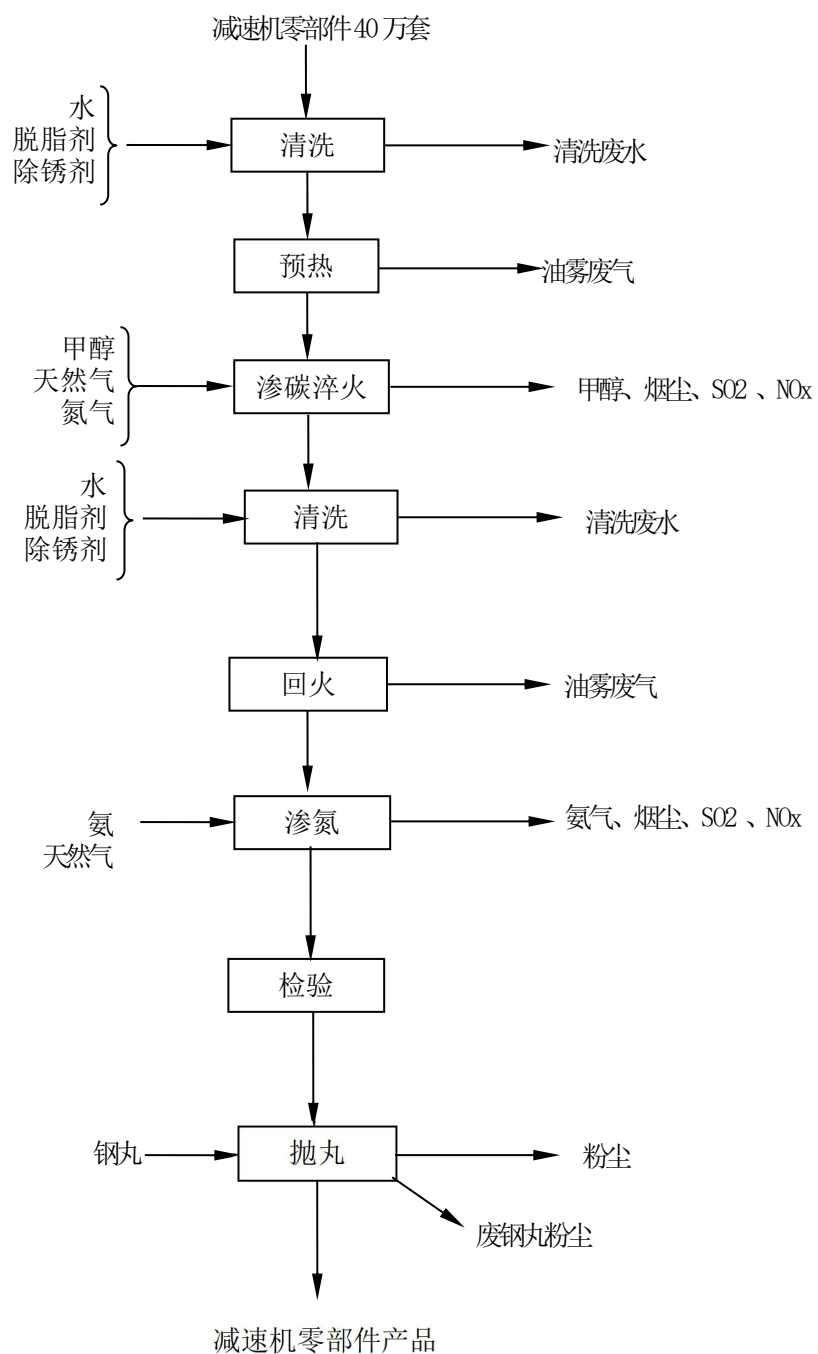 减速机零部件40万套
水
脱脂剂
除锈剂
清洗
清洗废水
预热
油雾废气
甲醇
天然气
氮气
渗碳淬火
甲醇、烟尘、SO2、NOx
水
脱脂剂
除锈剂
清洗
清洗废水
回火
油雾废气
氨
天然气
渗氮
氨气、烟尘、SO2、NOx
检验
钢丸
抛丸
粉尘
废钢丸粉尘
减速机零部件产品